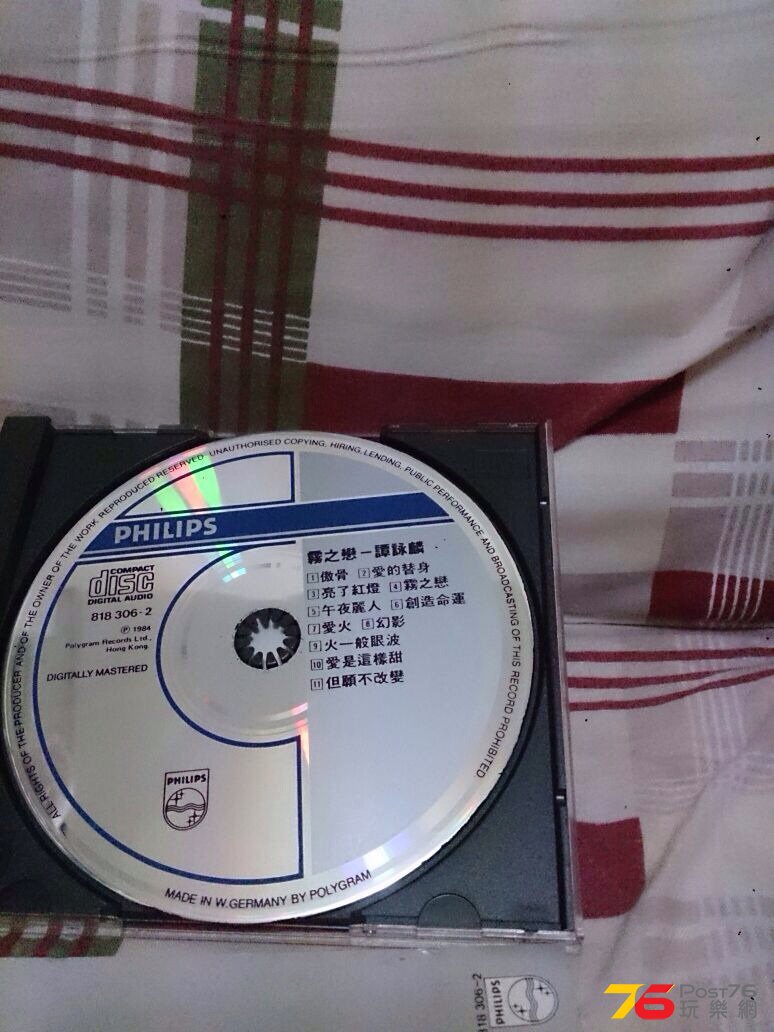 ALL RIGHTS OF THE PRODUCER AND OF THE OWNER OF THE WORK REPRODUCED RESERVED. UNAUTHORISED COPYING, HIRING, LENDING, PUBLIC PERFORMANCE AND BROADCASTING OF THIS RECORD PROHIBITED.
PHILIPS
COMPACT
disc
DIGITAL AUDIO
818 306-2
Ⓟ 1984
Polygram Records Ltd.,
Hong Kong.
DIGITALLY MASTERED
霧之戀—譚詠麟
1 傲骨 2 愛的替身
3 亮了紅燈 4 霧之戀
5 午夜麗人 6 創造命運
7 愛火 8 幻影
9 火一般眼波
10 愛是這樣甜
11 但願不改變
PHILIPS
MADE IN W. GERMANY BY POLYGRAM
818 306-2
PHILIPS
76 Post76
玩樂網